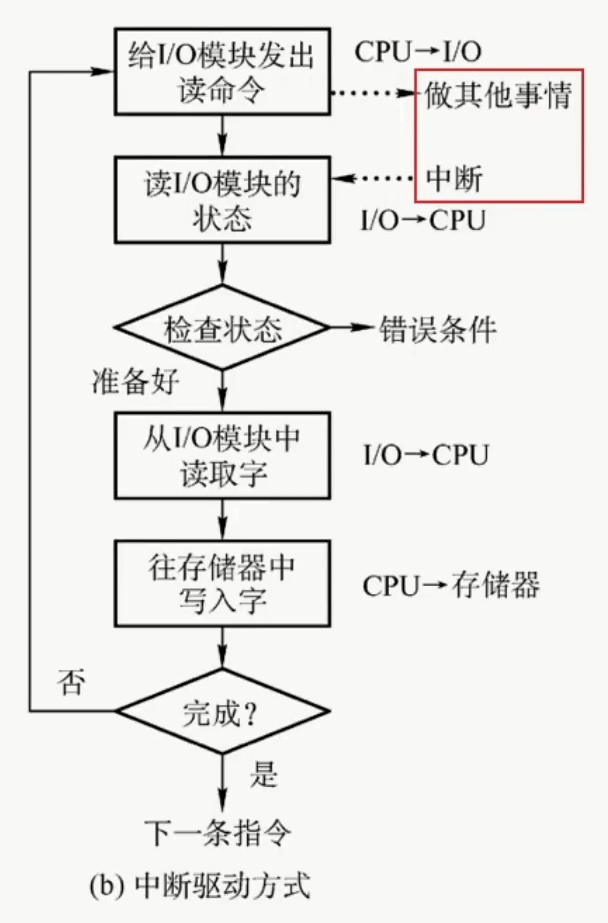 给I/O模块发出
读命令
CPU→I/O
做其他事情
读I/O模块的
状态
中断
I/O→CPU
检查状态
错误条件
准备好
从I/O模块中
读取字
I/O→CPU
往存储器中
写入字
CPU→存储器
否
完成？
是
下一条指令
(b) 中断驱动方式